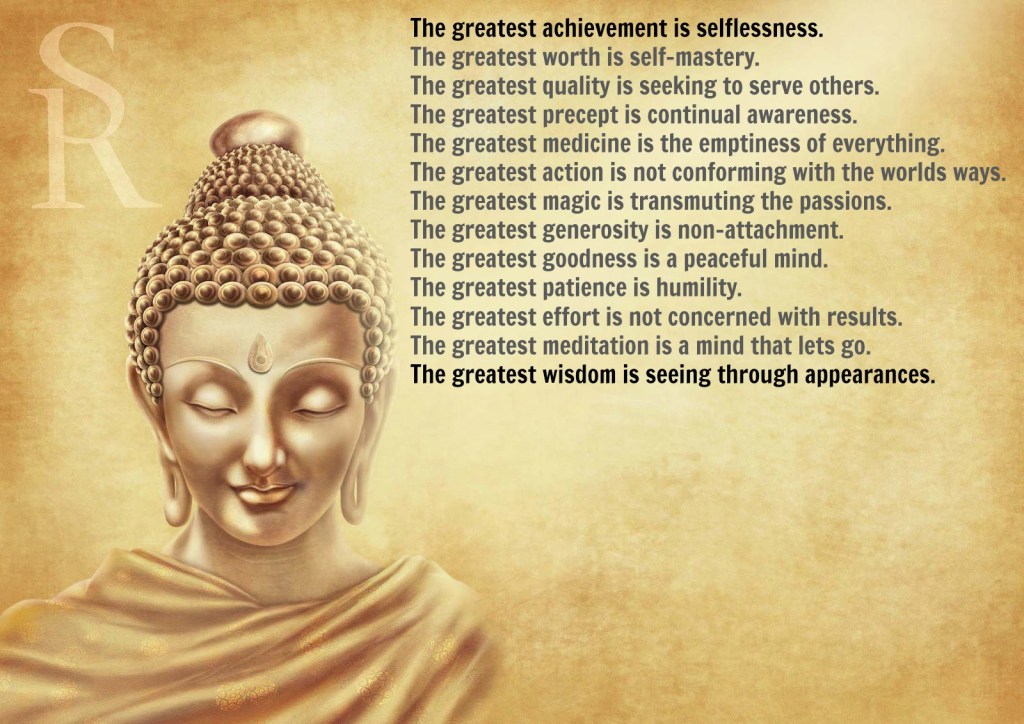 SR
The greatest achievement is selflessness.
The greatest worth is self-mastery.
The greatest quality is seeking to serve others.
The greatest precept is continual awareness.
The greatest medicine is the emptiness of everything.
The greatest action is not conforming with the worlds ways.
The greatest magic is transmuting the passions.
The greatest generosity is non-attachment.
The greatest goodness is a peaceful mind.
The greatest patience is humility.
The greatest effort is not concerned with results.
The greatest meditation is a mind that lets go.
The greatest wisdom is seeing through appearances.